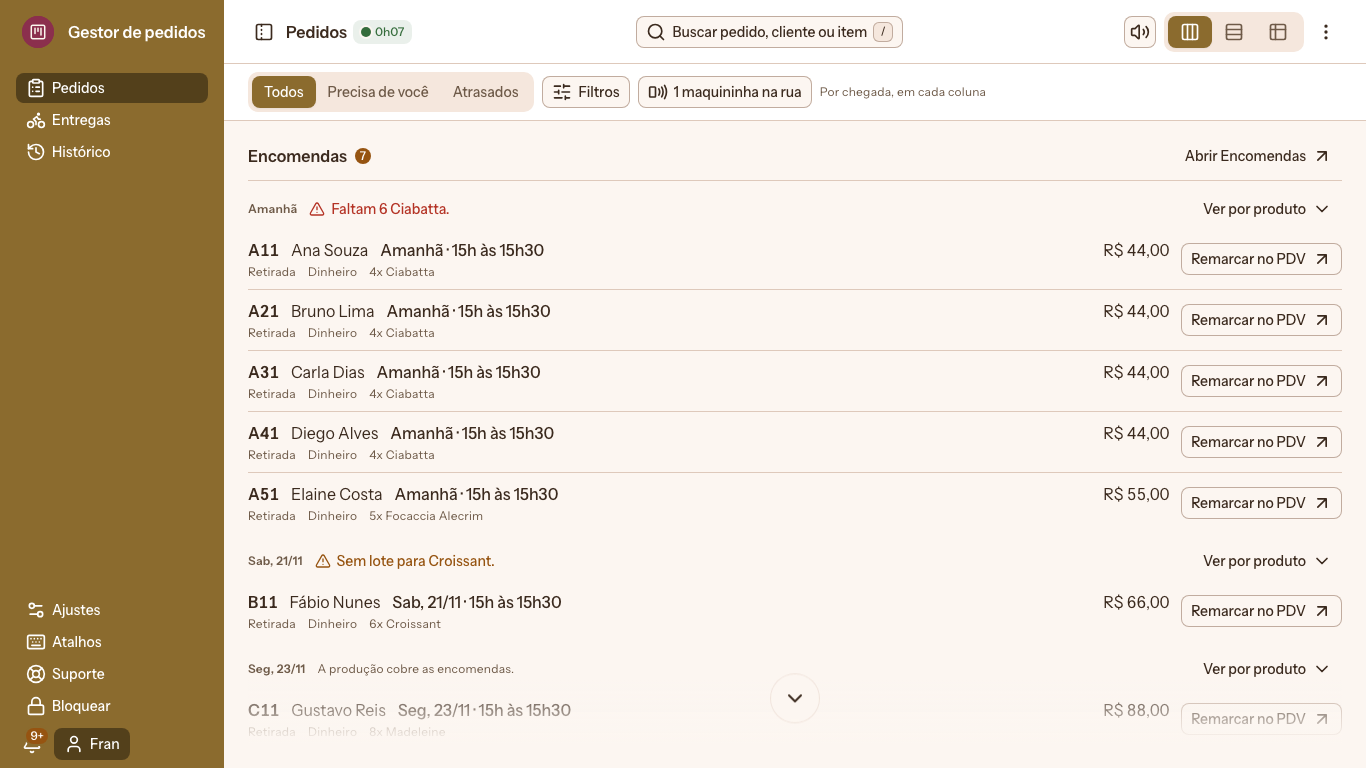 Gestor de pedidos
Pedidos
Entregas
Histórico
Ajustes
Atalhos
Suporte
Bloquear
9+ Fran
Pedidos 0h07 Buscar pedido, cliente ou item /
Todos Precisa de você Atrasados Filtros 1 maquininha na rua Por chegada, em cada coluna
Encomendas 7 Abrir Encomendas
Amanhã Faltam 6 Ciabatta. Ver por produto
A11 Ana Souza Amanhã · 15h às 15h30 R$ 44,00 Remarcar no PDV
Retirada Dinheiro 4x Ciabatta
A21 Bruno Lima Amanhã · 15h às 15h30 R$ 44,00 Remarcar no PDV
Retirada Dinheiro 4x Ciabatta
A31 Carla Dias Amanhã · 15h às 15h30 R$ 44,00 Remarcar no PDV
Retirada Dinheiro 4x Ciabatta
A41 Diego Alves Amanhã · 15h às 15h30 R$ 44,00 Remarcar no PDV
Retirada Dinheiro 4x Ciabatta
A51 Elaine Costa Amanhã · 15h às 15h30 R$ 55,00 Remarcar no PDV
Retirada Dinheiro 5x Focaccia Alecrim
Sab, 21/11 Sem lote para Croissant. Ver por produto
B11 Fábio Nunes Sab, 21/11 · 15h às 15h30 R$ 66,00 Remarcar no PDV
Retirada Dinheiro 6x Croissant
Seg, 23/11 A produção cobre as encomendas. Ver por produto
C11 Gustavo Reis Seg, 23/11 · 15h às 15h30 R$ 88,00 Remarcar no PDV
Retirada Dinheiro 8x Madeleine